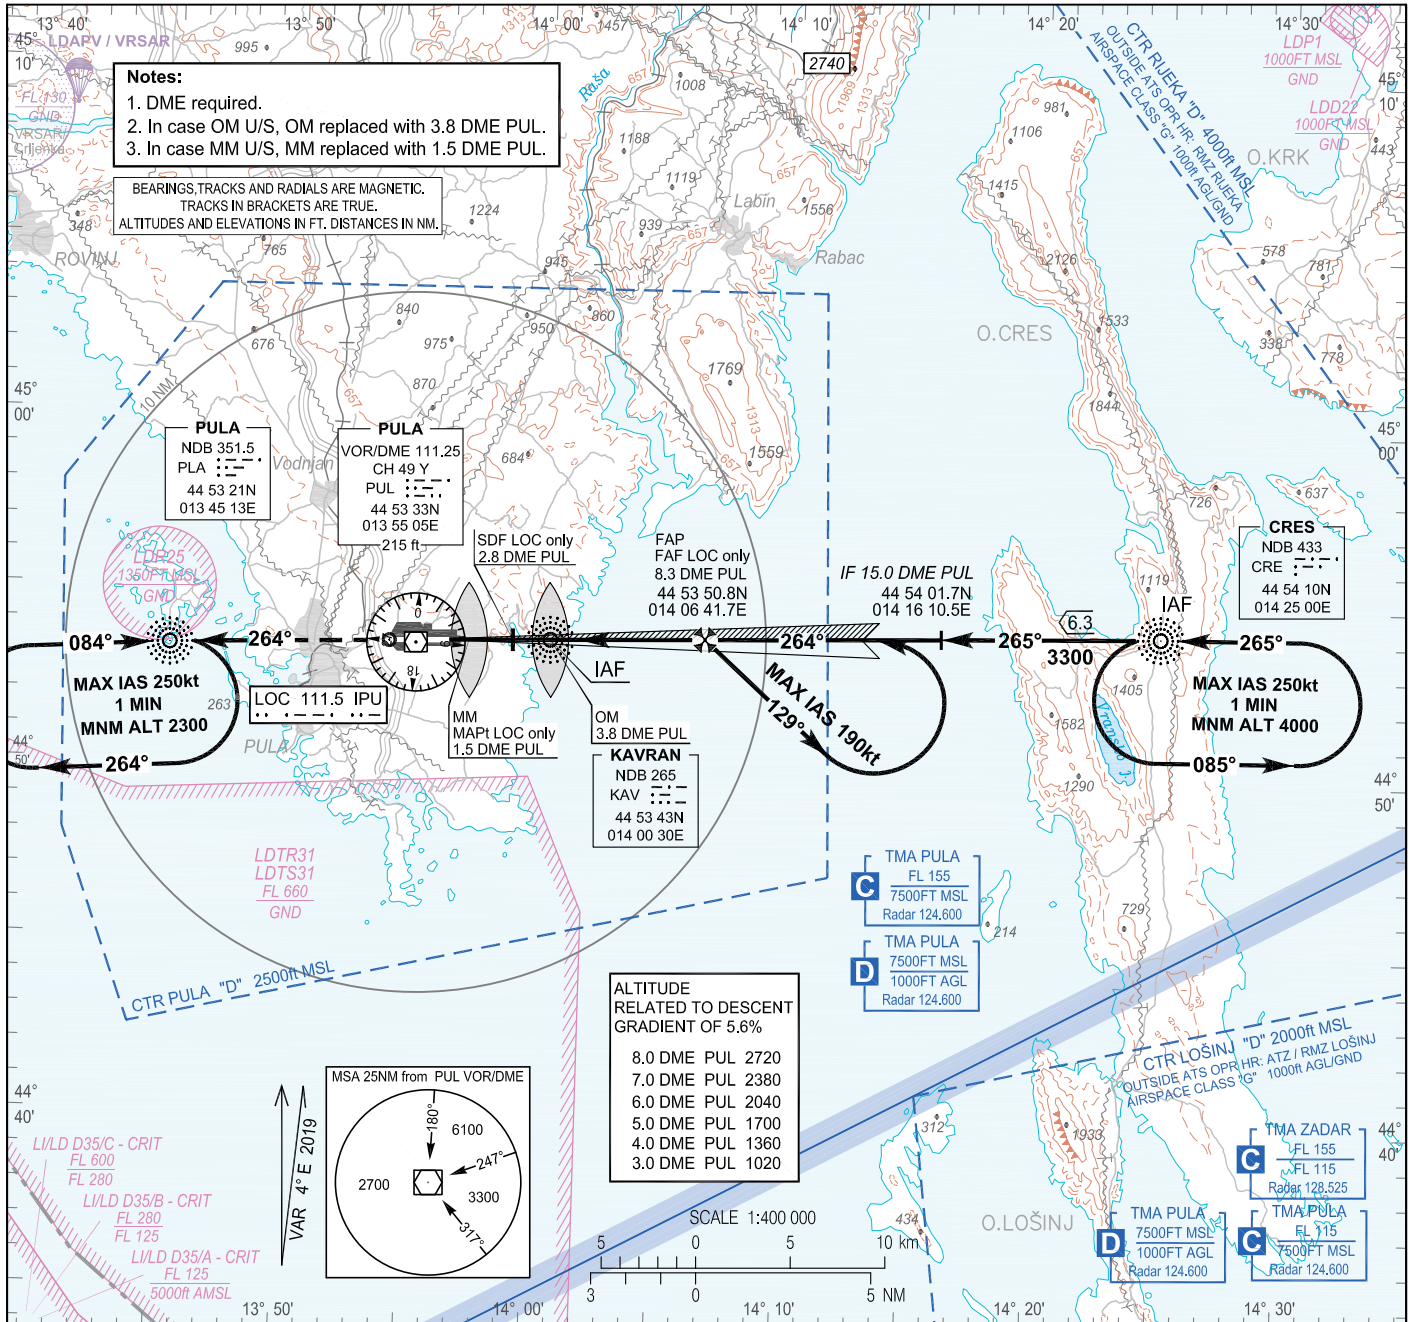 13°40'
13°50'
14°00'
14°10'
14°20'
14°30'
45°
10'
LDAPV / VRSAR
FL 130
GND
VRSAR/
Crljenka
995
Notes:
1. DME required.
2. In case OM U/S, OM replaced with 3.8 DME PUL.
3. In case MM U/S, MM replaced with 1.5 DME PUL.
BEARINGS,TRACKS AND RADIALS ARE MAGNETIC.
TRACKS IN BRACKETS ARE TRUE.
ALTITUDES AND ELEVATIONS IN FT. DISTANCES IN NM.
1313
1457
657
Raša
1008
1188
1119
939
1224
945
2740
1969
1313
657
Labin
1556
657
Rabac
981
1106
657
1415
2126
1533
O.CRES
1844
CTR RIJEKA "D" 4000ft MSL
OUTSIDE ATS OPR HR: RMZ RIJEKA
AIRSPACE CLASS "G" 1000ft AGL/GND
LDP1
1000FT MSL
GND
LDD22
1000FT MSL
GND
45°
10'
443
O.KRK
578
781
338
778
348
ROVINJ
765
676
840
975
870
950
860
1769
1313
1559
657
684
10 NM
45°
00'
45°
00'
PULA
NDB 351.5
PLA
44 53 21N
013 45 13E
Vodnjan
PULA
VOR/DME 111.25
CH 49 Y
PUL
44 53 33N
013 55 05E
215 ft
SDF LOC only
2.8 DME PUL
FAP
FAF LOC only
8.3 DME PUL
44 53 50.8N
014 06 41.7E
IF 15.0 DME PUL
44 54 01.7N
014 16 10.5E
726
637
CRES
NDB 433
CRE
44 54 10N
014 25 00E
1119
IAF
LDR25
1350FT MSL
GND
084°
264°
0
18
IAF
264°
265°
6.3
3300
265°
MAX IAS 250kt
1 MIN
MNM ALT 2300
263
264°
LOC 111.5 IPU
PULA
MM
MAPt LOC only
1.5 DME PUL
OM
3.8 DME PUL
KAVRAN
NDB 265
KAV
44 53 43N
014 00 30E
MAX IAS 190kt
129°
1405
1582
Vransko j.
1290
MAX IAS 250kt
1 MIN
MNM ALT 4000
085°
44°
50'
44°
50'
LDTR31
LDTS31
FL 660
GND
TMA PULA
C
FL 155
7500FT MSL
Radar 124.600
TMA PULA
D
7500FT MSL
1000FT AGL
Radar 124.600
214
729
CTR PULA "D" 2500ft MSL
ALTITUDE
RELATED TO DESCENT
GRADIENT OF 5.6%
8.0 DME PUL 2720
7.0 DME PUL 2380
6.0 DME PUL 2040
5.0 DME PUL 1700
4.0 DME PUL 1360
3.0 DME PUL 1020
CTR LOŠINJ "D" 2000ft MSL
OUTSIDE ATS OPR HR: ATZ / RMZ LOŠINJ
AIRSPACE CLASS "G" 1000ft AGL/GND
MSA 25NM from PUL VOR/DME
180°
6100
247°
2700
3300
317°
VAR 4° E 2019
44°
40'
44°
40'
LI/LD D35/C - CRIT
FL 600
FL 280
LI/LD D35/B - CRIT
FL 280
FL 125
LI/LD D35/A - CRIT
FL 125
5000ft AMSL
312
434
1933
O.LOŠINJ
SCALE 1:400 000
5 0 5 10 km
3 0 5 NM
TMA ZADAR
C
FL 155
FL 115
Radar 128.525
TMA PULA
D
7500FT MSL
1000FT AGL
Radar 124.600
TMA PULA
C
FL 115
7500FT MSL
Radar 124.600
13°50'
14°00'
14°10'
14°20'
14°30'